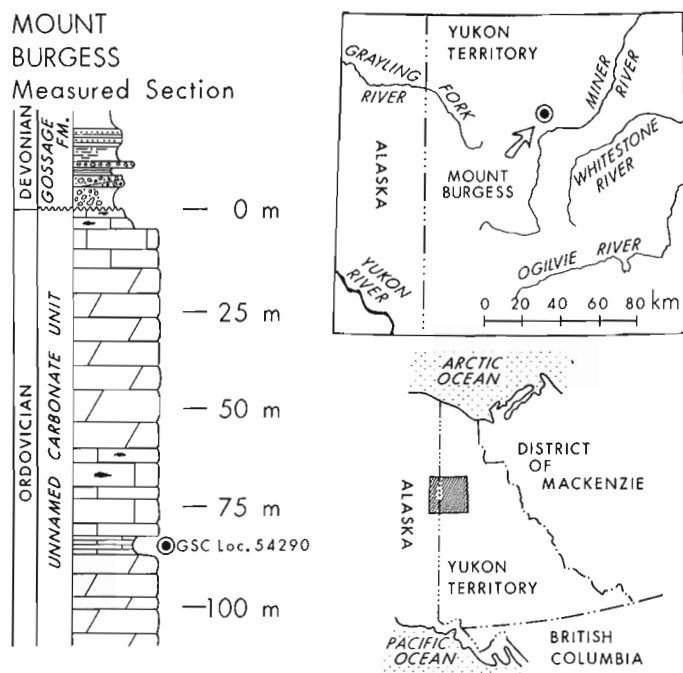 MOUNT
BURGESS
Measured Section
DEVONIAN
GOSSAGE
FM.
ORDOVICIAN
UNNAMED CARBONATE UNIT
0 m
25 m
50 m
75 m
GSC Loc. 54290
100 m
YUKON
TERRITORY
GRAYLING
FORK
RIVER
MINER
RIVER
ALASKA
MOUNT
BURGESS
WHITESTONE
RIVER
OGILVIE RIVER
YUKON
RIVER
0 20 40 60 80 km
ARCTIC
OCEAN
DISTRICT
OF
MACKENZIE
ALASKA
YUKON
TERRITORY
PACIFIC
OCEAN
BRITISH
COLUMBIA